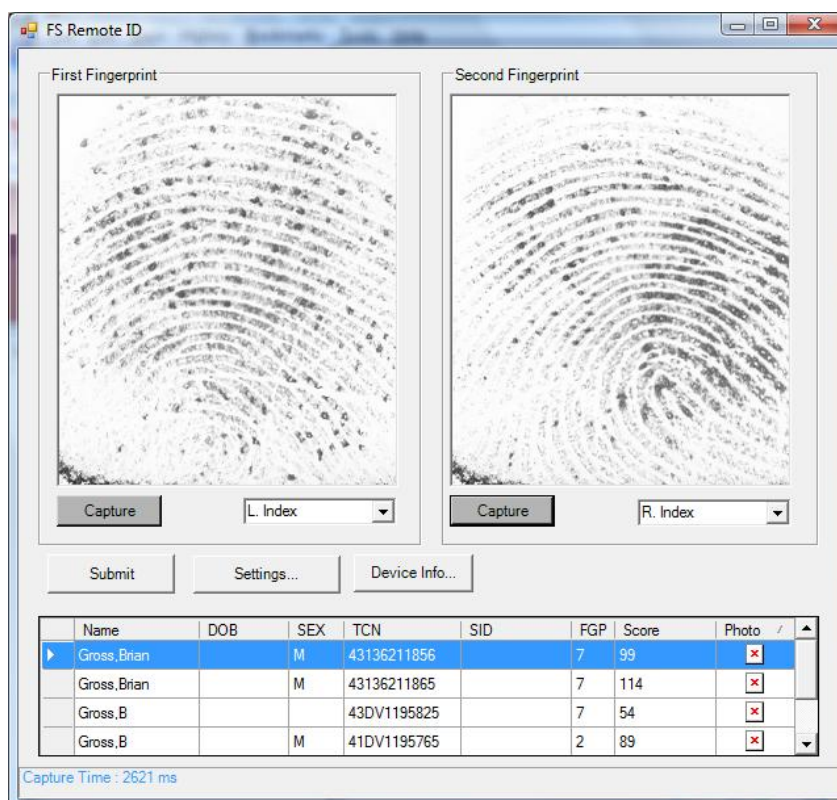 FS Remote ID
First Fingerprint Second Fingerprint
Capture L. Index Capture R. Index
Submit Settings... Device Info...
Name DOB SEX TCN SID FGP Score Photo
Gross,Brian M 43136211856 7 99
Gross,Brian M 43136211865 7 114
Gross,B 43DV1195825 7 54
Gross,B M 41DV1195765 2 89
Capture Time : 2621 ms